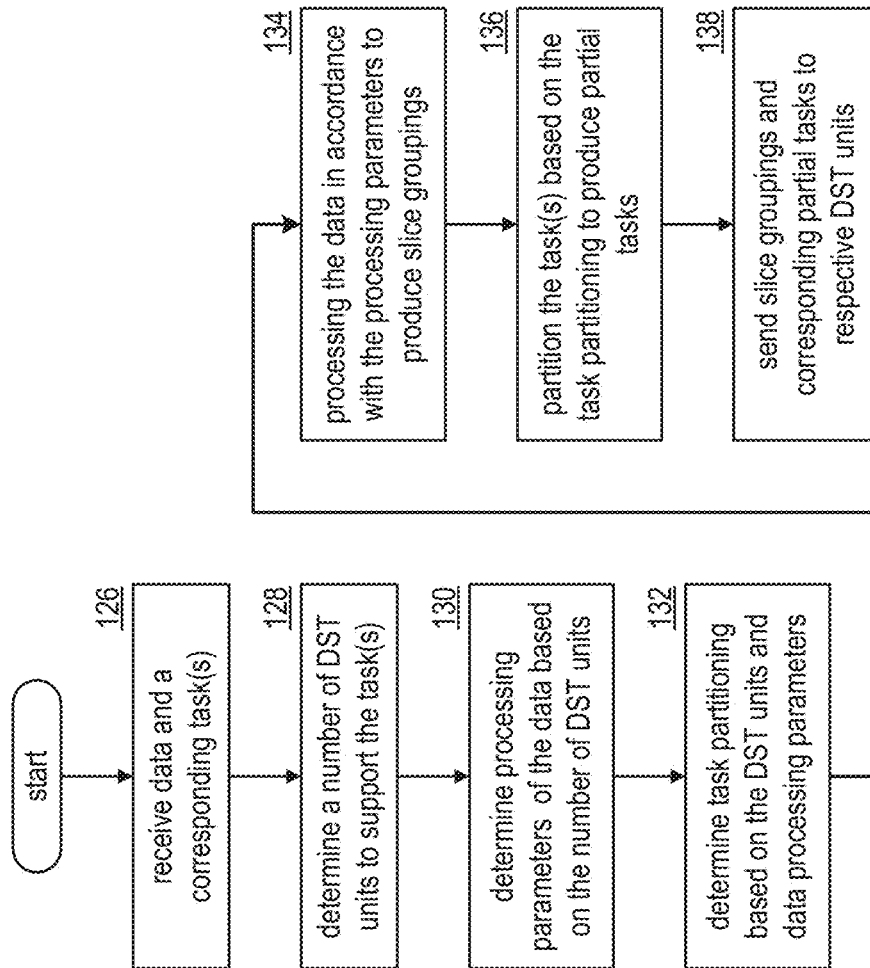 start
126
receive data and a
corresponding task(s)
128
determine a number of DST
units to support the task(s)
130
determine processing
parameters of the data based
on the number of DST units
132
determine task partitioning
based on the DST units and
data processing parameters
134
processing the data in accordance
with the processing parameters to
produce slice groupings
136
partition the task(s) based on the
task partitioning to produce partial
tasks
138
send slice groupings and
corresponding partial tasks to
respective DST units